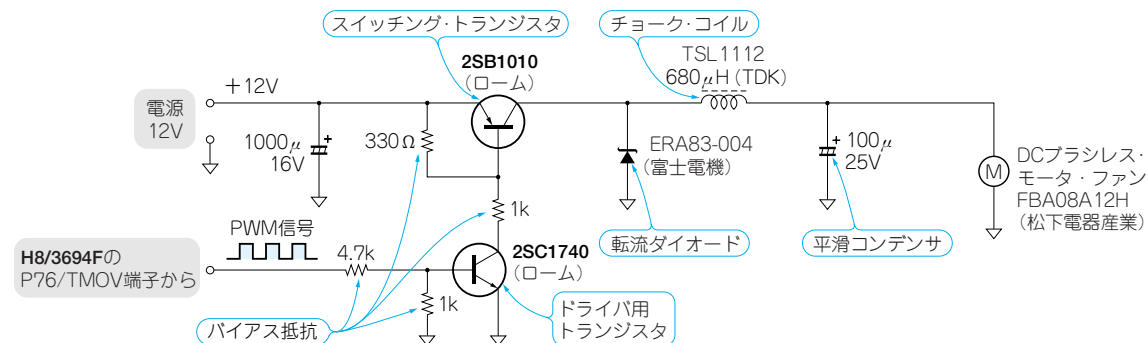 スイッチング・トランジスタ
チョーク・コイル
TSL1112
680μH（TDK）
2SB1010
（ローム）
＋12V
電源
12V
1000μ
16V
+
330Ω
ERA83-004
（富士電機）
+
100μ
25V
M
DCブラシレス・
モータ・ファン
FBA08A12H
（松下電器産業）
1k
転流ダイオード
平滑コンデンサ
PWM信号
H8/3694Fの
P76/TMOV端子から
4.7k
2SC1740
（ローム）
1k
バイアス抵抗
ドライバ用
トランジスタ